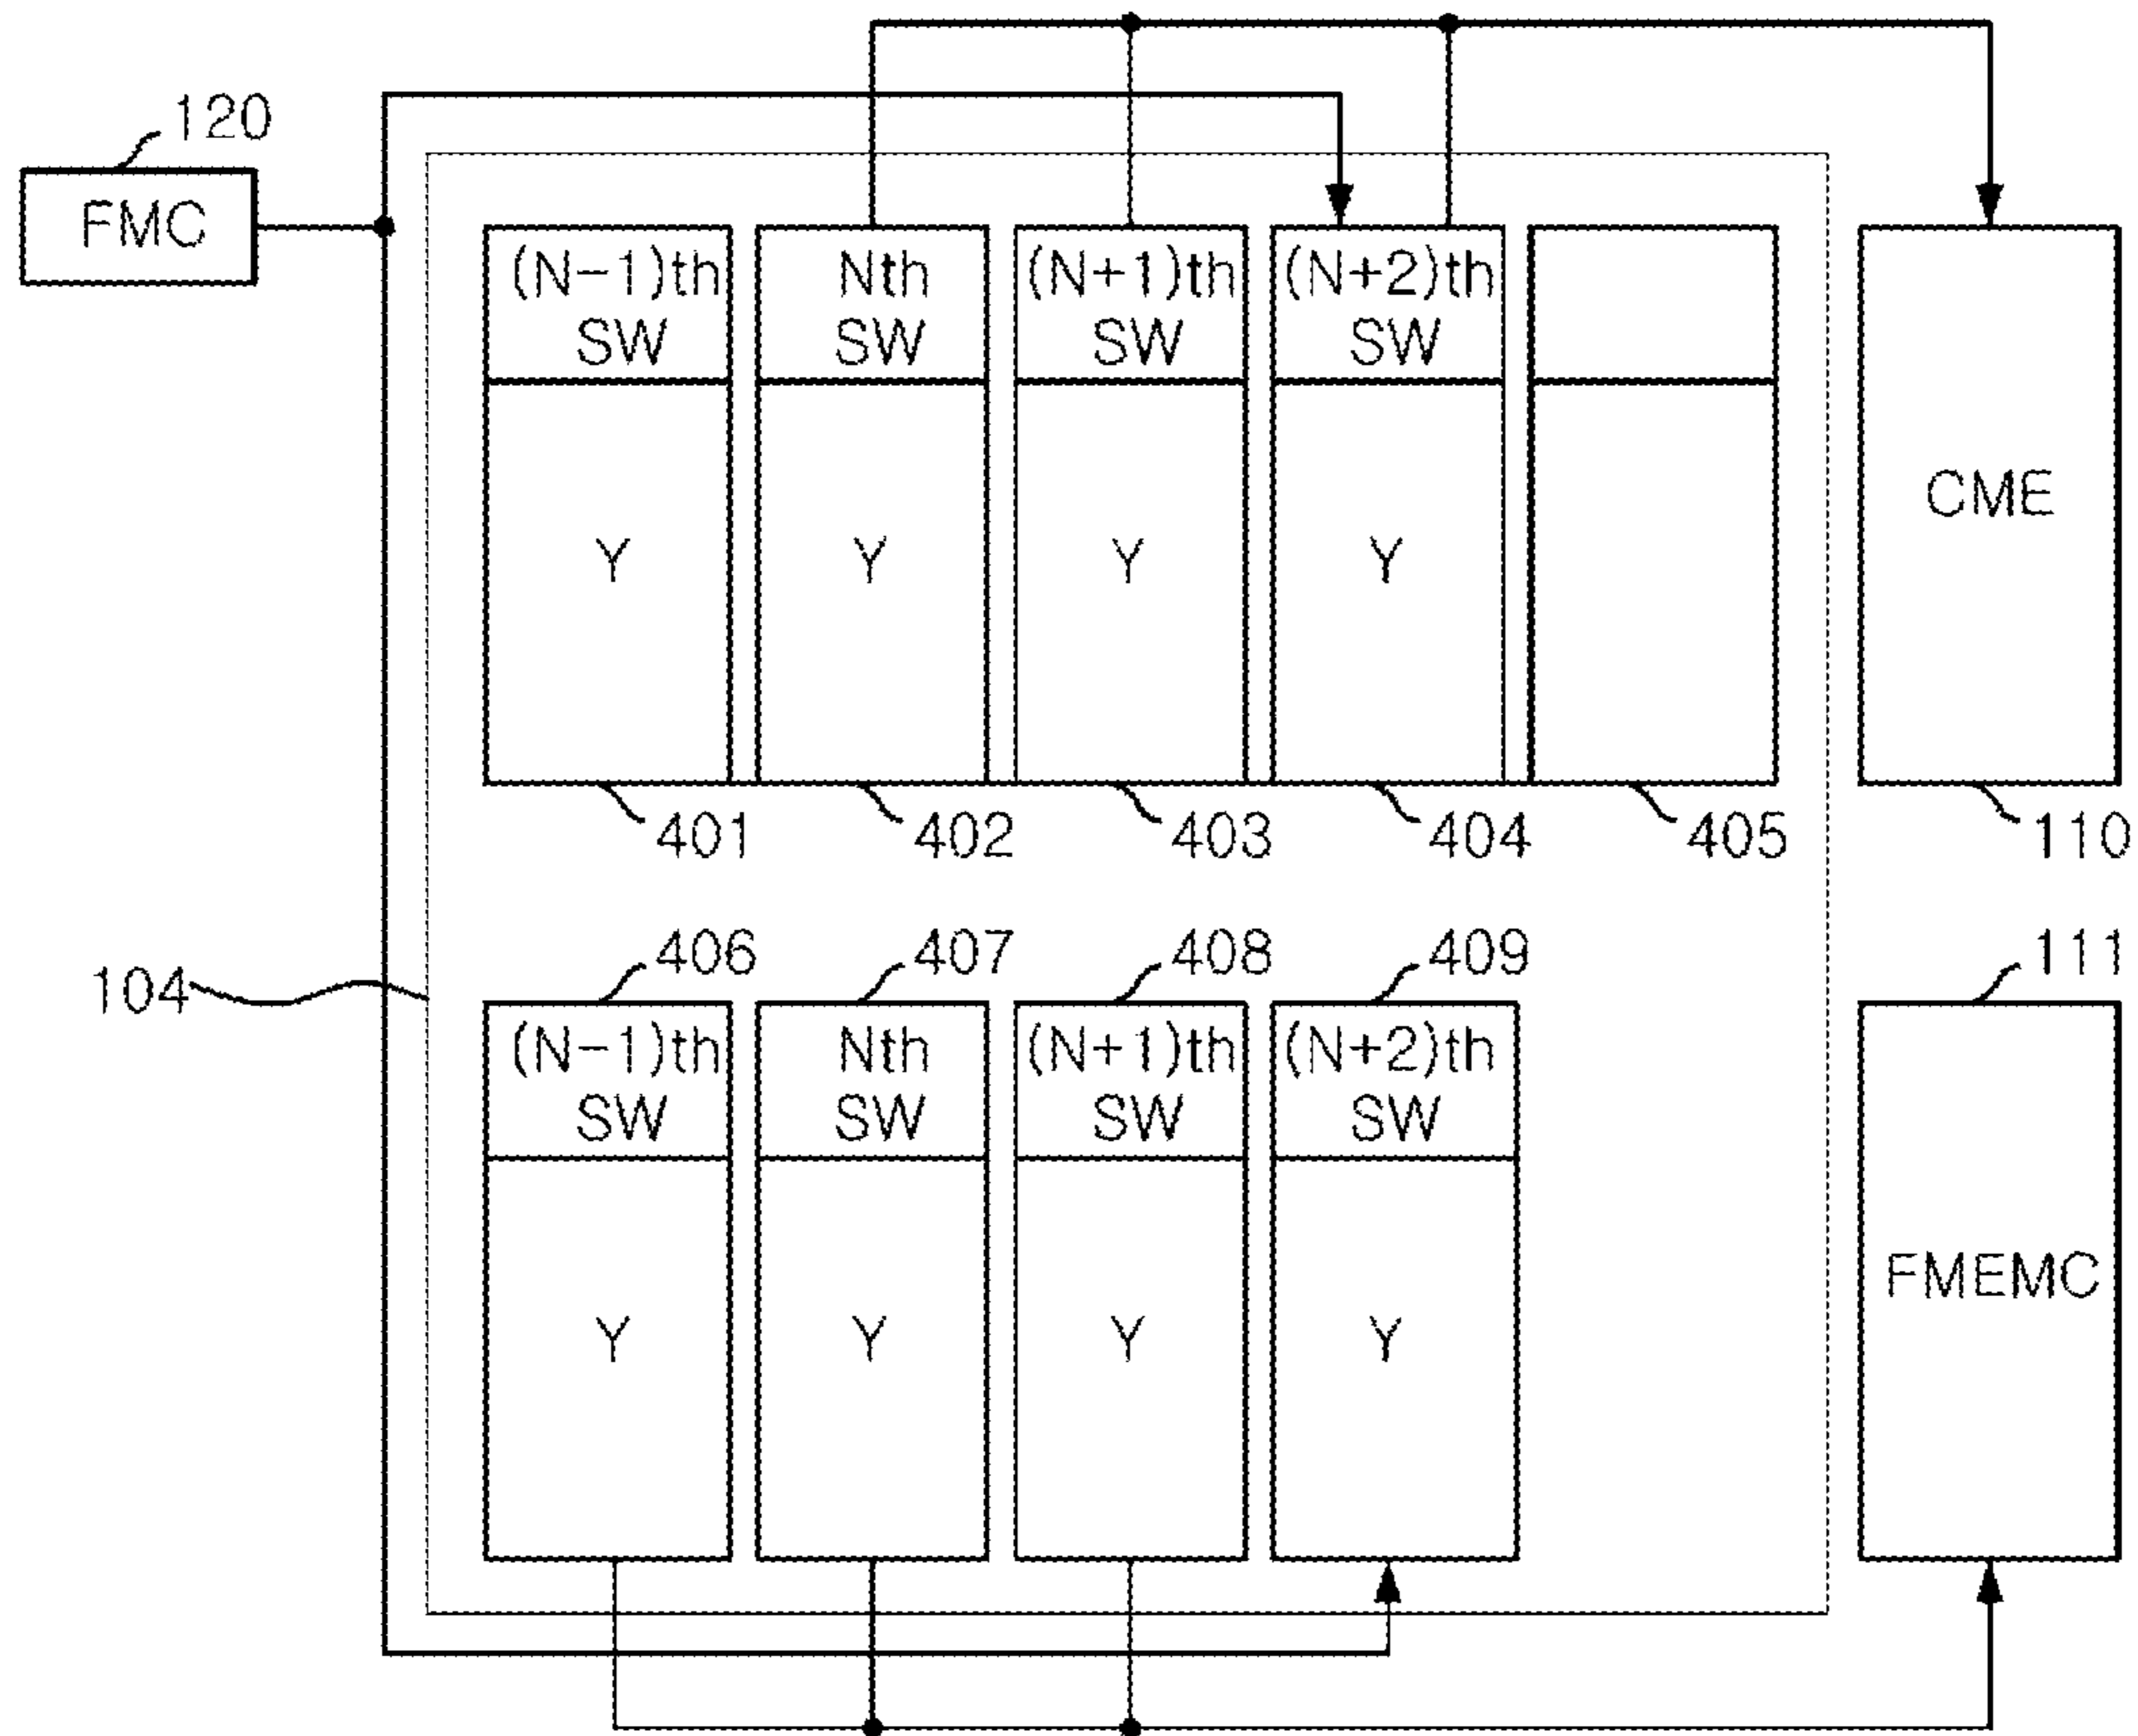 120
FMC
(N-1)th
SW
Nth
SW
(N+1)th
SW
(N+2)th
SW
Y
Y
Y
Y
CME
401
402
403
404
405
110
104
406
407
408
409
111
(N-1)th
SW
Nth
SW
(N+1)th
SW
(N+2)th
SW
Y
Y
Y
Y
FMEMC